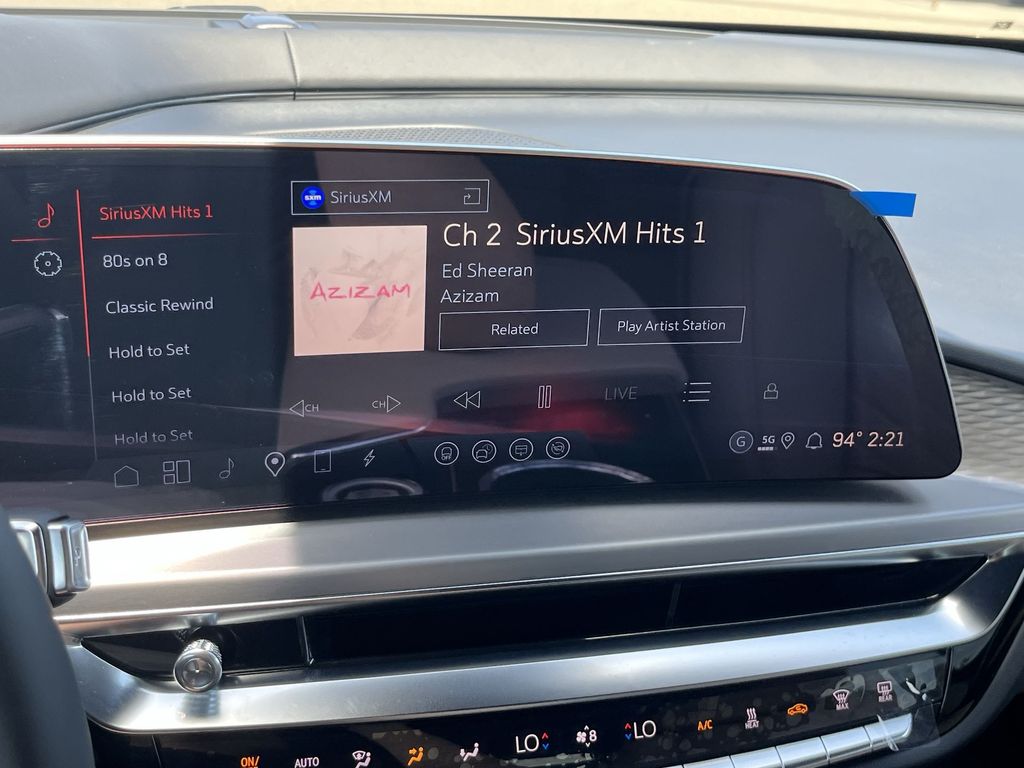 SiriusXM Hits 1
80s on 8
Classic Rewind
Hold to Set
Hold to Set
Hold to Set
sxm SiriusXM
AZIZAM
Ch 2 SiriusXM Hits 1
Ed Sheeran
Azizam
Related
Play Artist Station
CH
CH
LIVE
G 5G 94° 2:21
ON/
AUTO
LO
8
LO
A/C
HEAT
MAX
REAR